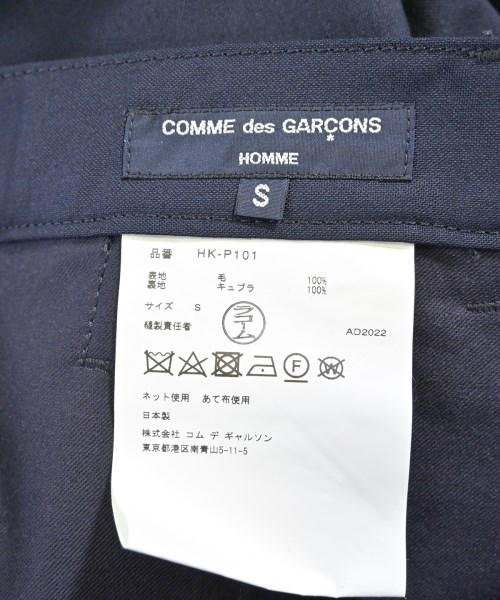 COMME des GARÇONS
HOMME
S
品番 HK-P101
表地 毛 100%
裏地 キュプラ 100%
サイズ S
縫製責任者
AD2022
F
W
ネット使用 あて布使用
日本製
株式会社 コム デ ギャルソン
東京都港区南青山5-11-5